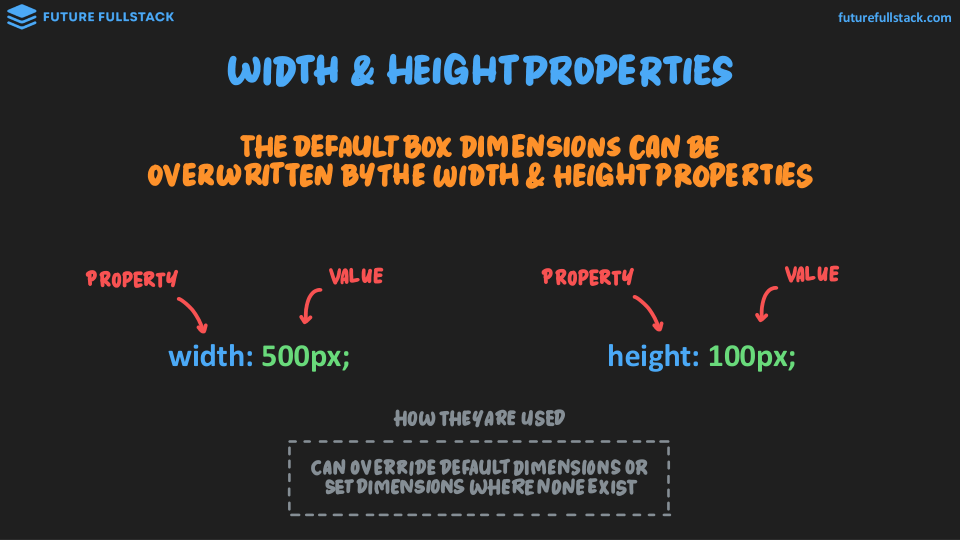 FUTURE FULLSTACK
futurefullstack.com
WIDTH & HEIGHT PROPERTIES
THE DEFAULT BOX DIMENSIONS CAN BE
OVERWRITTEN BY THE WIDTH & HEIGHT PROPERTIES
PROPERTY
VALUE
PROPERTY
VALUE
width: 500px;
height: 100px;
HOW THEY ARE USED
CAN OVERRIDE DEFAULT DIMENSIONS OR
SET DIMENSIONS WHERE NONE EXIST